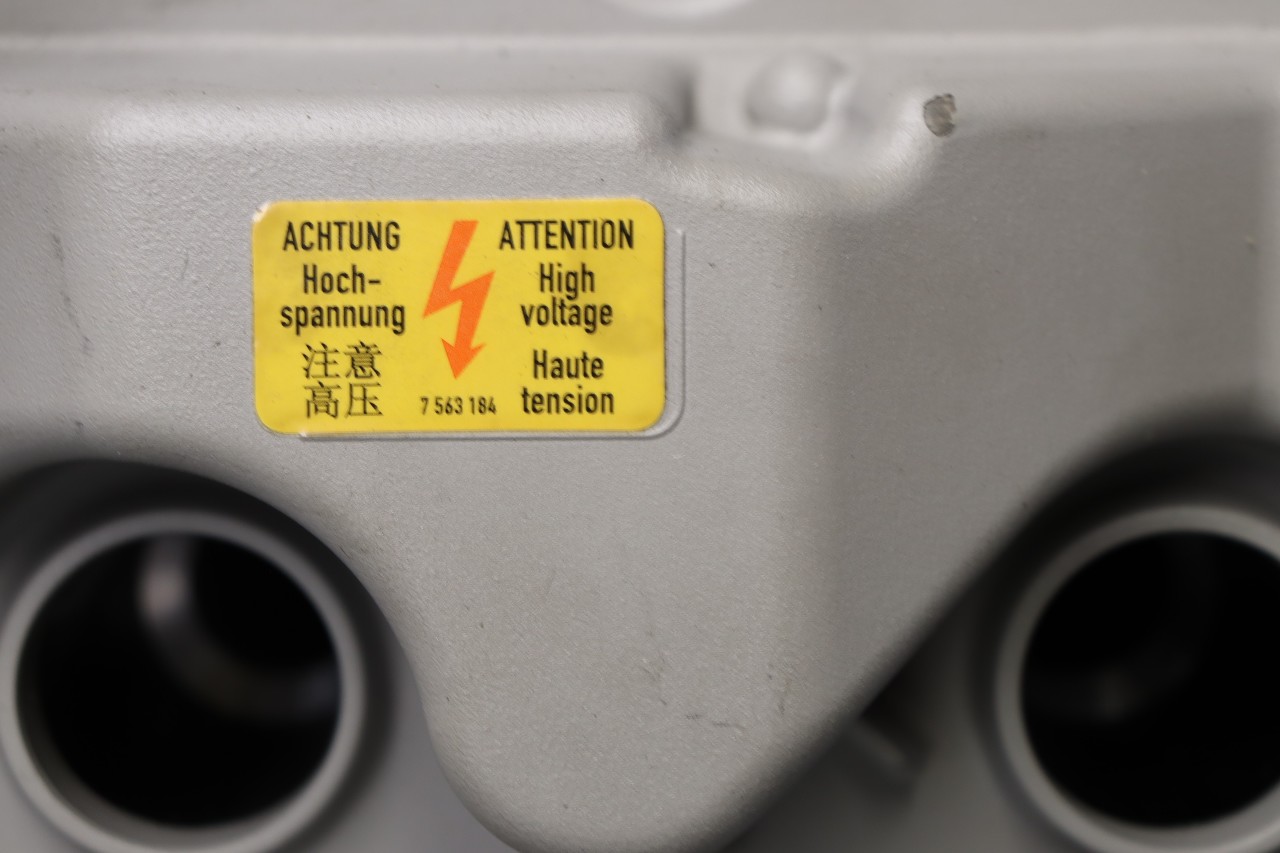 ACHTUNG
Hoch-
spannung
注意
高压
7 563 184
ATTENTION
High
voltage
Haute
tension